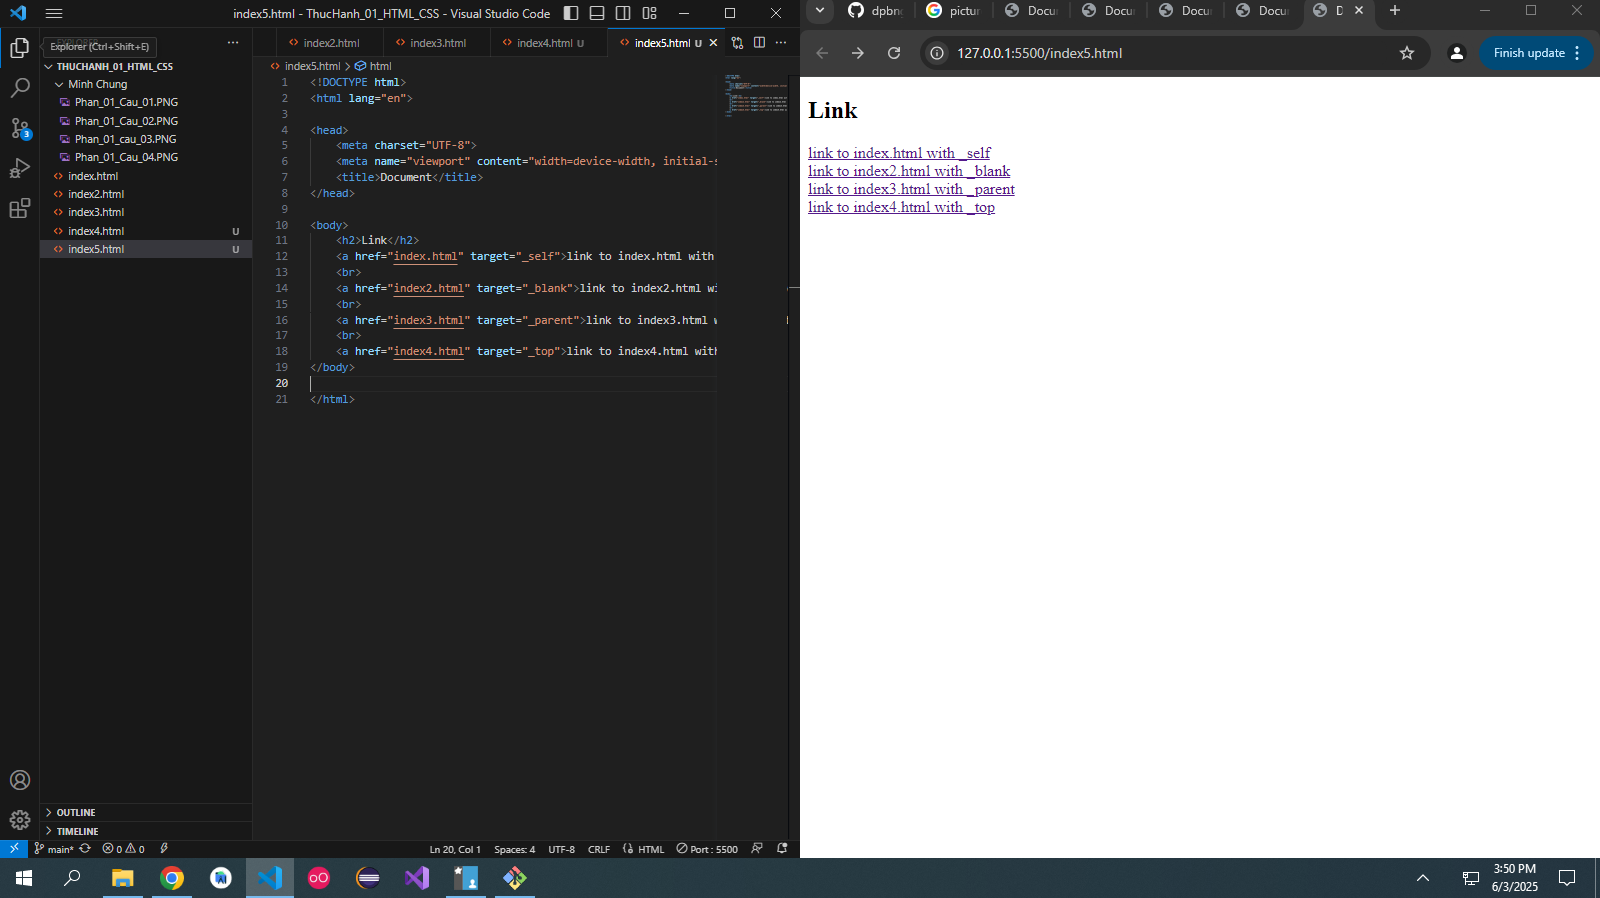 index5.html - ThucHanh_01_HTML_CSS - Visual Studio Code
Explorer (Ctrl+Shift+E)
THUCHANH_01_HTML_CSS
Minh Chung
Phan_01_Cau_01.PNG
Phan_01_Cau_02.PNG
Phan_01_cau_03.PNG
Phan_01_Cau_04.PNG
index.html
index2.html
index3.html
index4.html U
index5.html U
OUTLINE
TIMELINE
3
index2.html index3.html index4.html U index5.html U
index5.html > html
1 <!DOCTYPE html>
2 <html lang="en">
3
4 <head>
5 <meta charset="UTF-8">
6 <meta name="viewport" content="width=device-width, initial-s
7 <title>Document</title>
8 </head>
9
10 <body>
11 <h2>Link</h2>
12 <a href="index.html" target="_self">link to index.html with
13 <br>
14 <a href="index2.html" target="_blank">link to index2.html wi
15 <br>
16 <a href="index3.html" target="_parent">link to index3.html w
17 <br>
18 <a href="index4.html" target="_top">link to index4.html with
19 </body>
20
21 </html>
main* 0 0 Ln 20, Col 1 Spaces: 4 UTF-8 CRLF HTML Port : 5500
dpbn pictur Docu Docu Docu Docu D
127.0.0.1:5500/index5.html Finish update
Link
link to index.html with _self
link to index2.html with _blank
link to index3.html with _parent
link to index4.html with _top
3:50 PM
6/3/2025